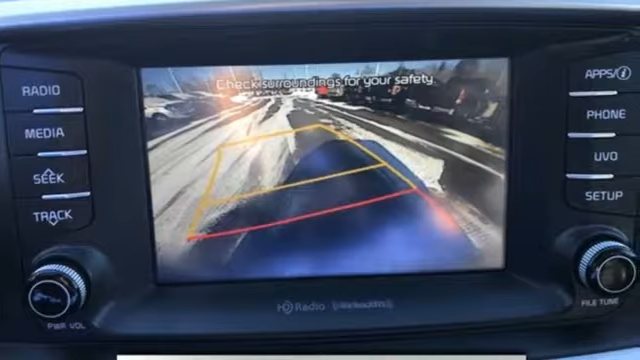 Check surroundings for your safety
RADIO
MEDIA
SEEK
TRACK
PWR VOL
APPS/i
PHONE
UVO
SETUP
FILE TUNE
HD Radio